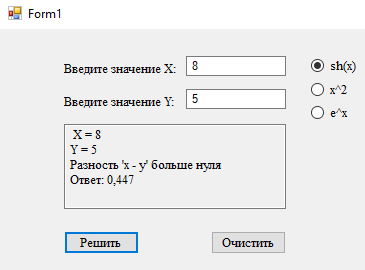 Form1
Введите значение X: 8
Введите значение Y: 5
sh(x)
x^2
e^x
X = 8
Y = 5
Разность 'x - y' больше нуля
Ответ: 0,447
Решить
Очистить